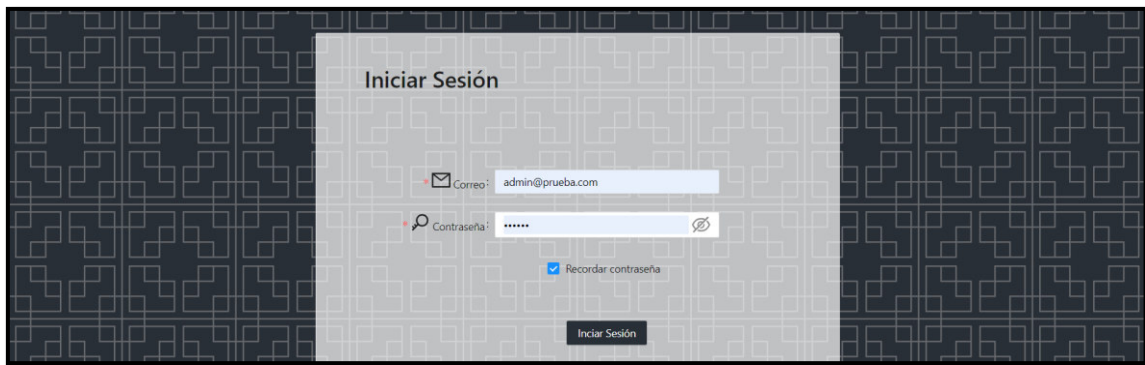 Iniciar Sesión
* Correo: admin@prueba.com
* Contraseña: ••••••
Recordar contraseña
Inciar Sesión